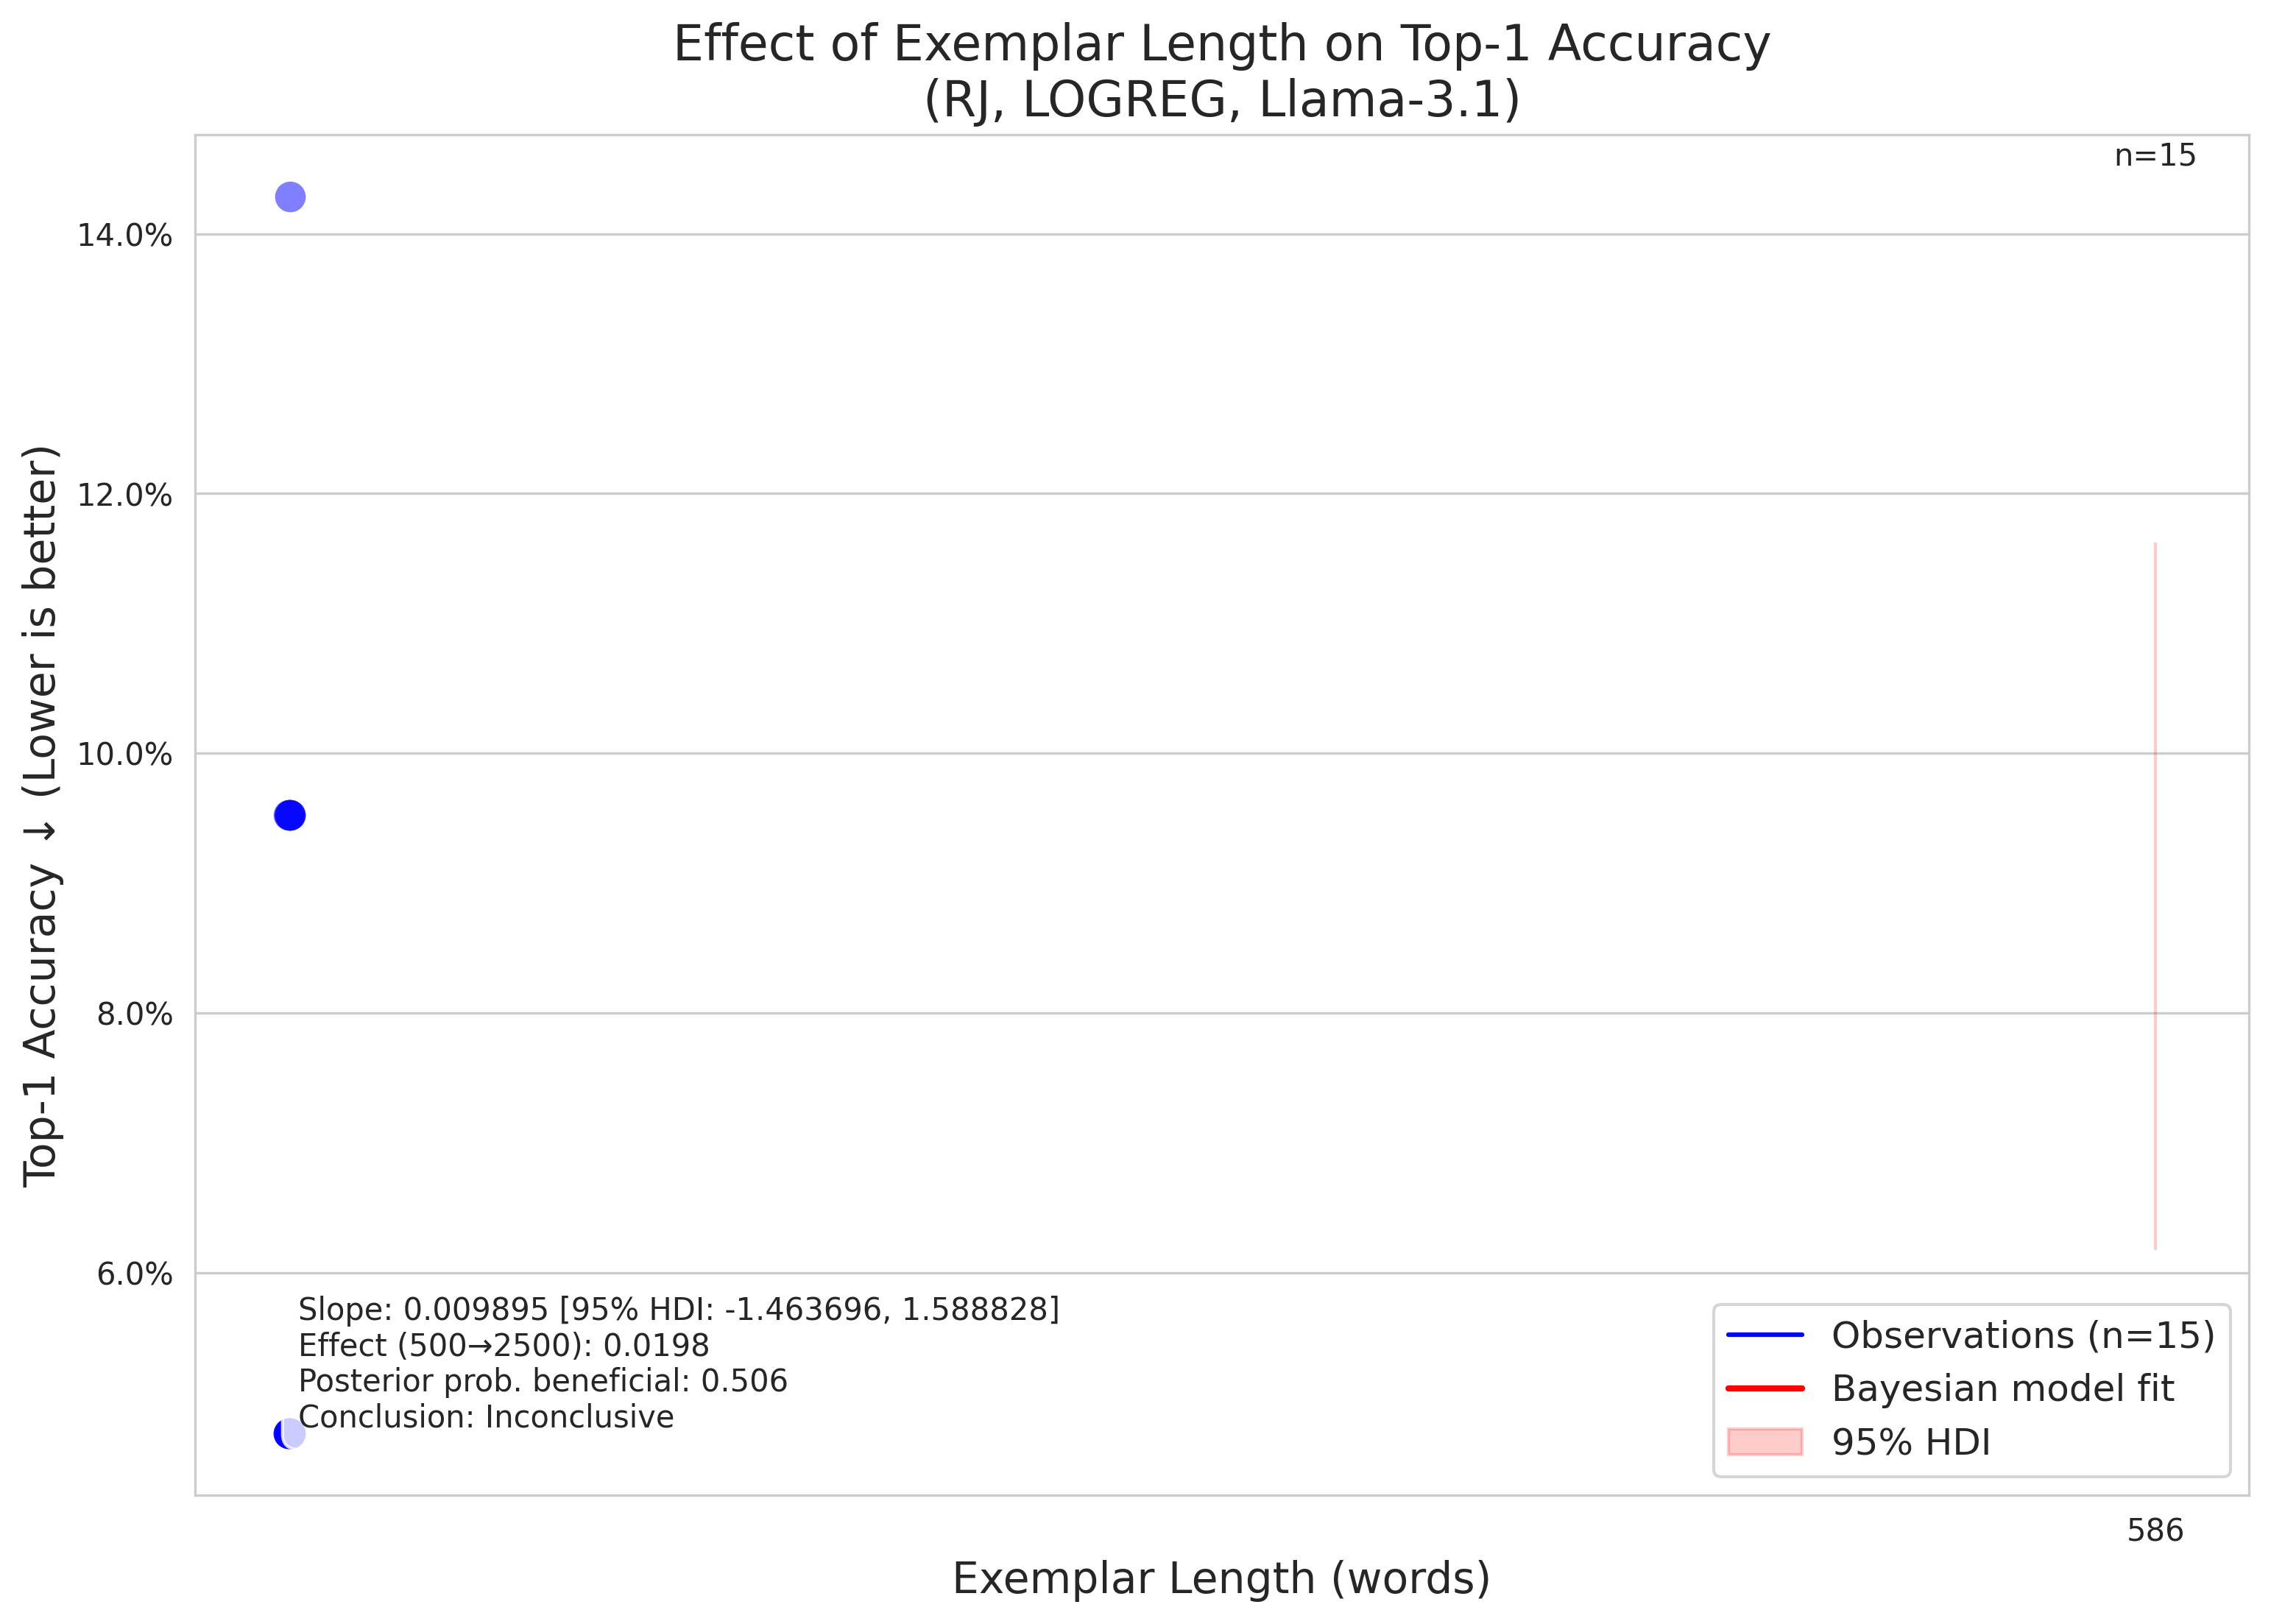 Effect of Exemplar Length on Top-1 Accuracy
(RJ, LOGREG, Llama-3.1)
n=15
14.0%
12.0%
10.0%
8.0%
6.0%
Top-1 Accuracy ↓ (Lower is better)
Slope: 0.009895 [95% HDI: -1.463696, 1.588828]
Effect (500→2500): 0.0198
Posterior prob. beneficial: 0.506
Conclusion: Inconclusive
Observations (n=15)
Bayesian model fit
95% HDI
586
Exemplar Length (words)